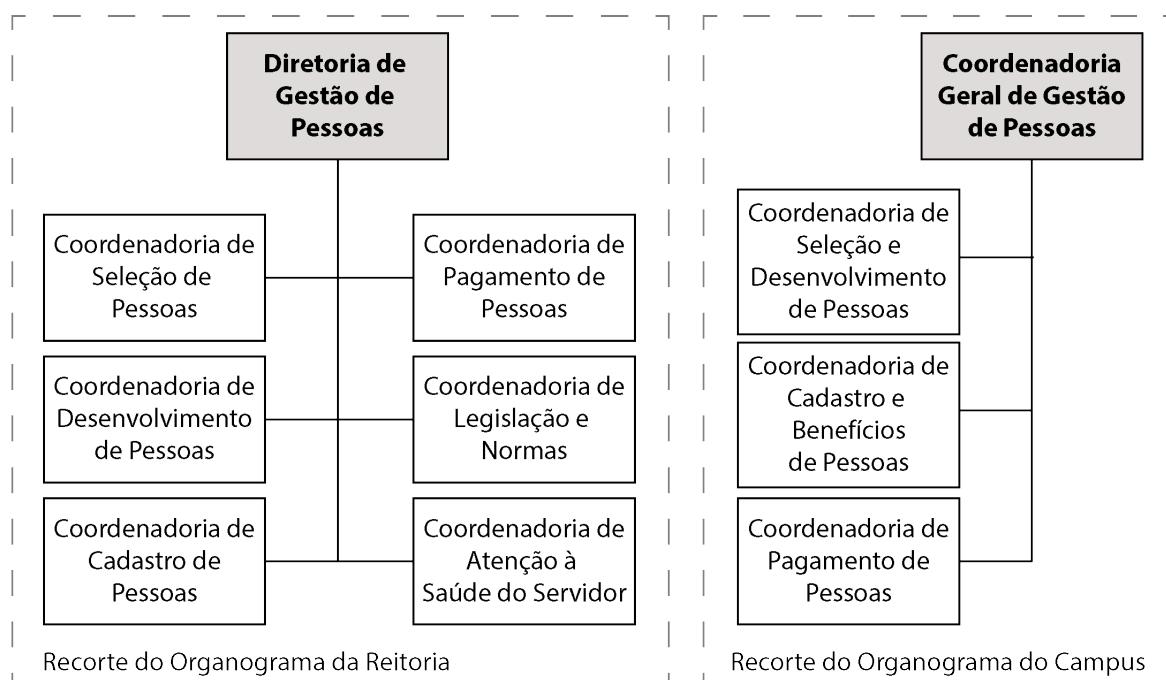 Diretoria de
Gestão de
Pessoas
Coordenadoria de
Seleção de
Pessoas
Coordenadoria de
Pagamento de
Pessoas
Coordenadoria de
Desenvolvimento
de Pessoas
Coordenadoria de
Legislação e
Normas
Coordenadoria de
Cadastro de
Pessoas
Coordenadoria de
Atenção à
Saúde do Servidor
Recorte do Organograma da Reitoria
Coordenadoria
Geral de Gestão
de Pessoas
Coordenadoria de
Seleção e
Desenvolvimento
de Pessoas
Coordenadoria de
Cadastro e
Benefícios
de Pessoas
Coordenadoria de
Pagamento de
Pessoas
Recorte do Organograma do Campus